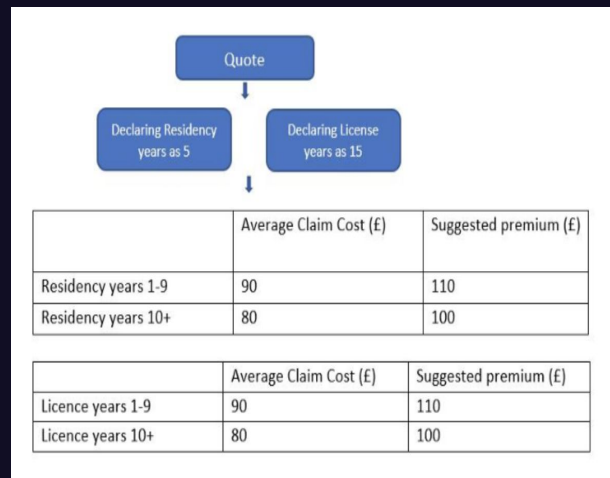 Quote
Declaring Residency
years as 5
Declaring License
years as 15
Average Claim Cost (£) Suggested premium (£)
Residency years 1-9 90 110
Residency years 10+ 80 100
Average Claim Cost (£) Suggested premium (£)
Licence years 1-9 90 110
Licence years 10+ 80 100